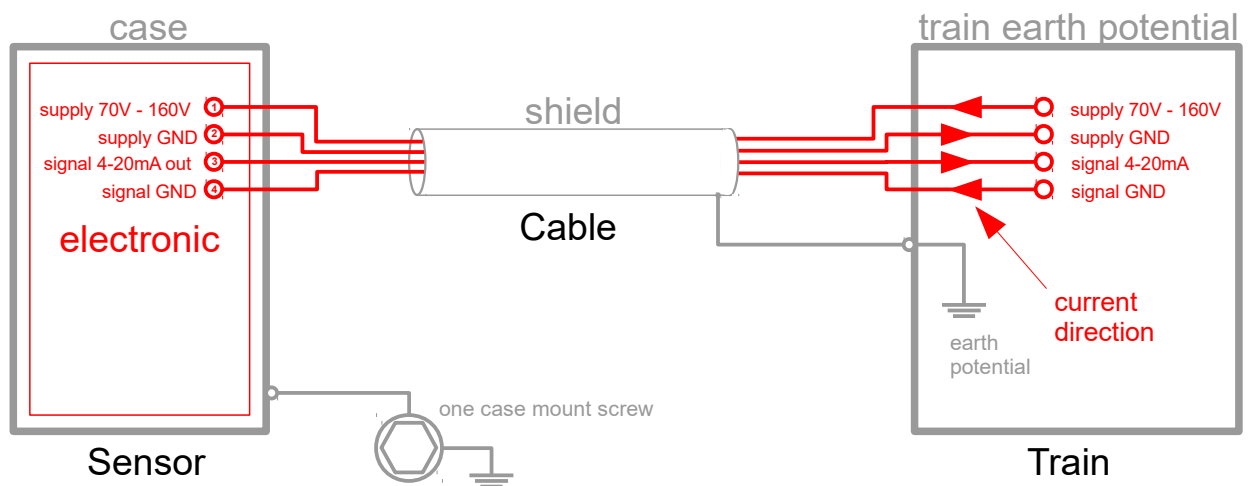 case
train earth potential
supply 70V - 160V
1
supply GND
2
signal 4-20mA out
3
signal GND
4
electronic
shield
Cable
supply 70V - 160V
supply GND
signal 4-20mA
signal GND
current
direction
earth
potential
one case mount screw
Sensor
Train